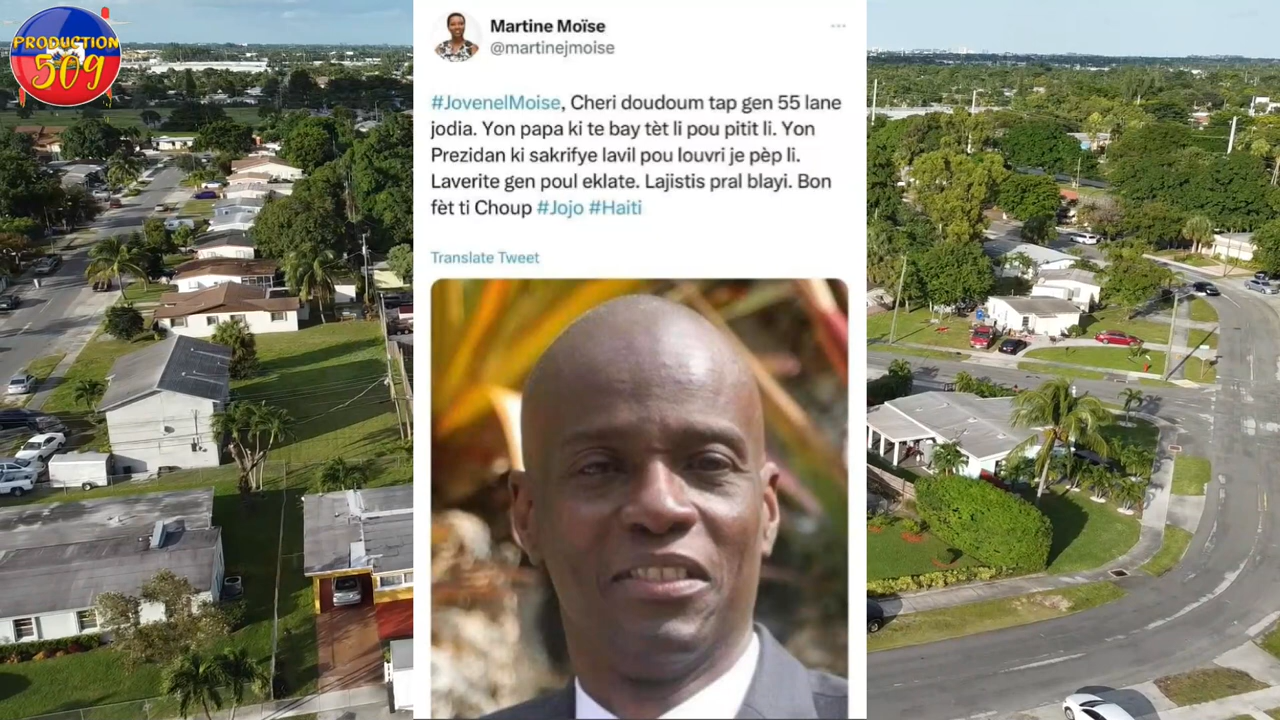 PRODUCTION
509
Martine Moïse
@martinejmoise
#JovenelMoise, Cheri doudoum tap gen 55 lane
jodia. Yon papa ki te bay tèt li pou pitit li. Yon
Prezidan ki sakrifye lavil pou louvri je pèp li.
Laverite gen poul eklate. Lajistis pral blayi. Bon
fèt ti Choup #Jojo #Haiti
Translate Tweet